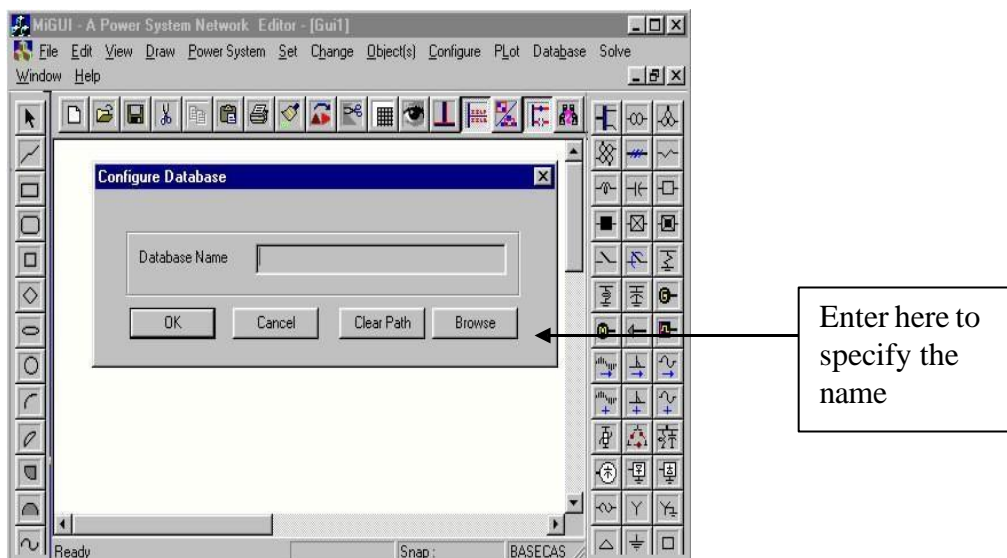 MiGUI - A Power System Network Editor - [Gui1]
File Edit View Draw Power System Set Change Object(s) Configure PLot Database Solve
Window Help
Configure Database
Database Name
OK Cancel Clear Path Browse
Enter here to
specify the
name
Ready Snap : BASECAS